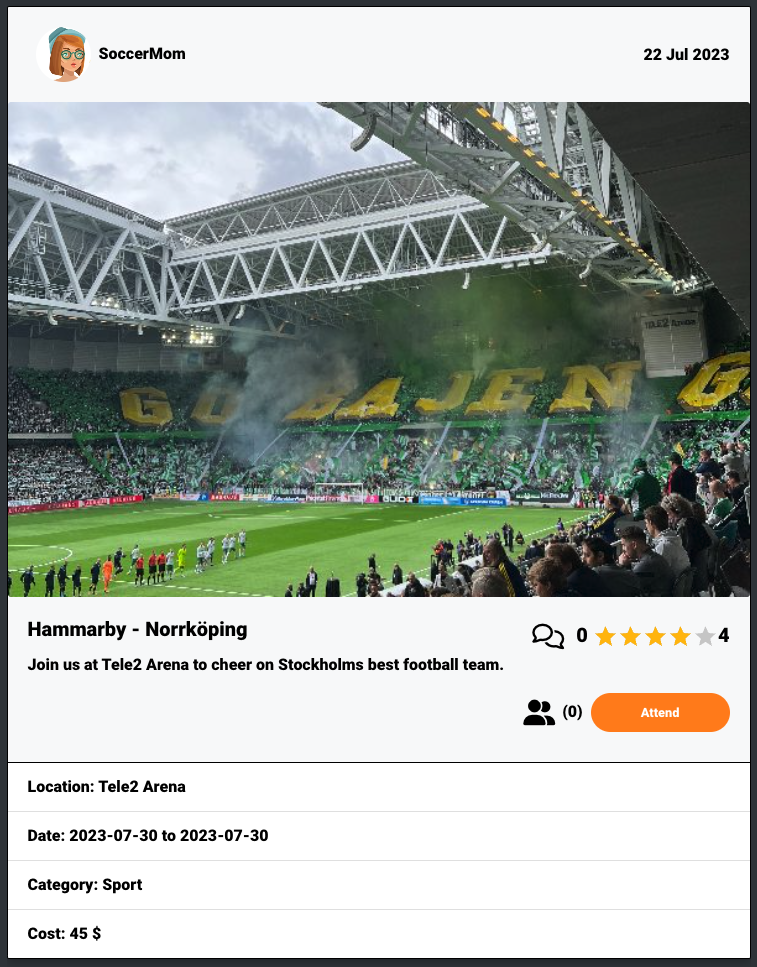 SoccerMom
22 Jul 2023
TELE2 Arena
G BAJEN G
Hammarby - Norrköping
0
4
Join us at Tele2 Arena to cheer on Stockholms best football team.
(0)
Attend
Location: Tele2 Arena
Date: 2023-07-30 to 2023-07-30
Category: Sport
Cost: 45 $